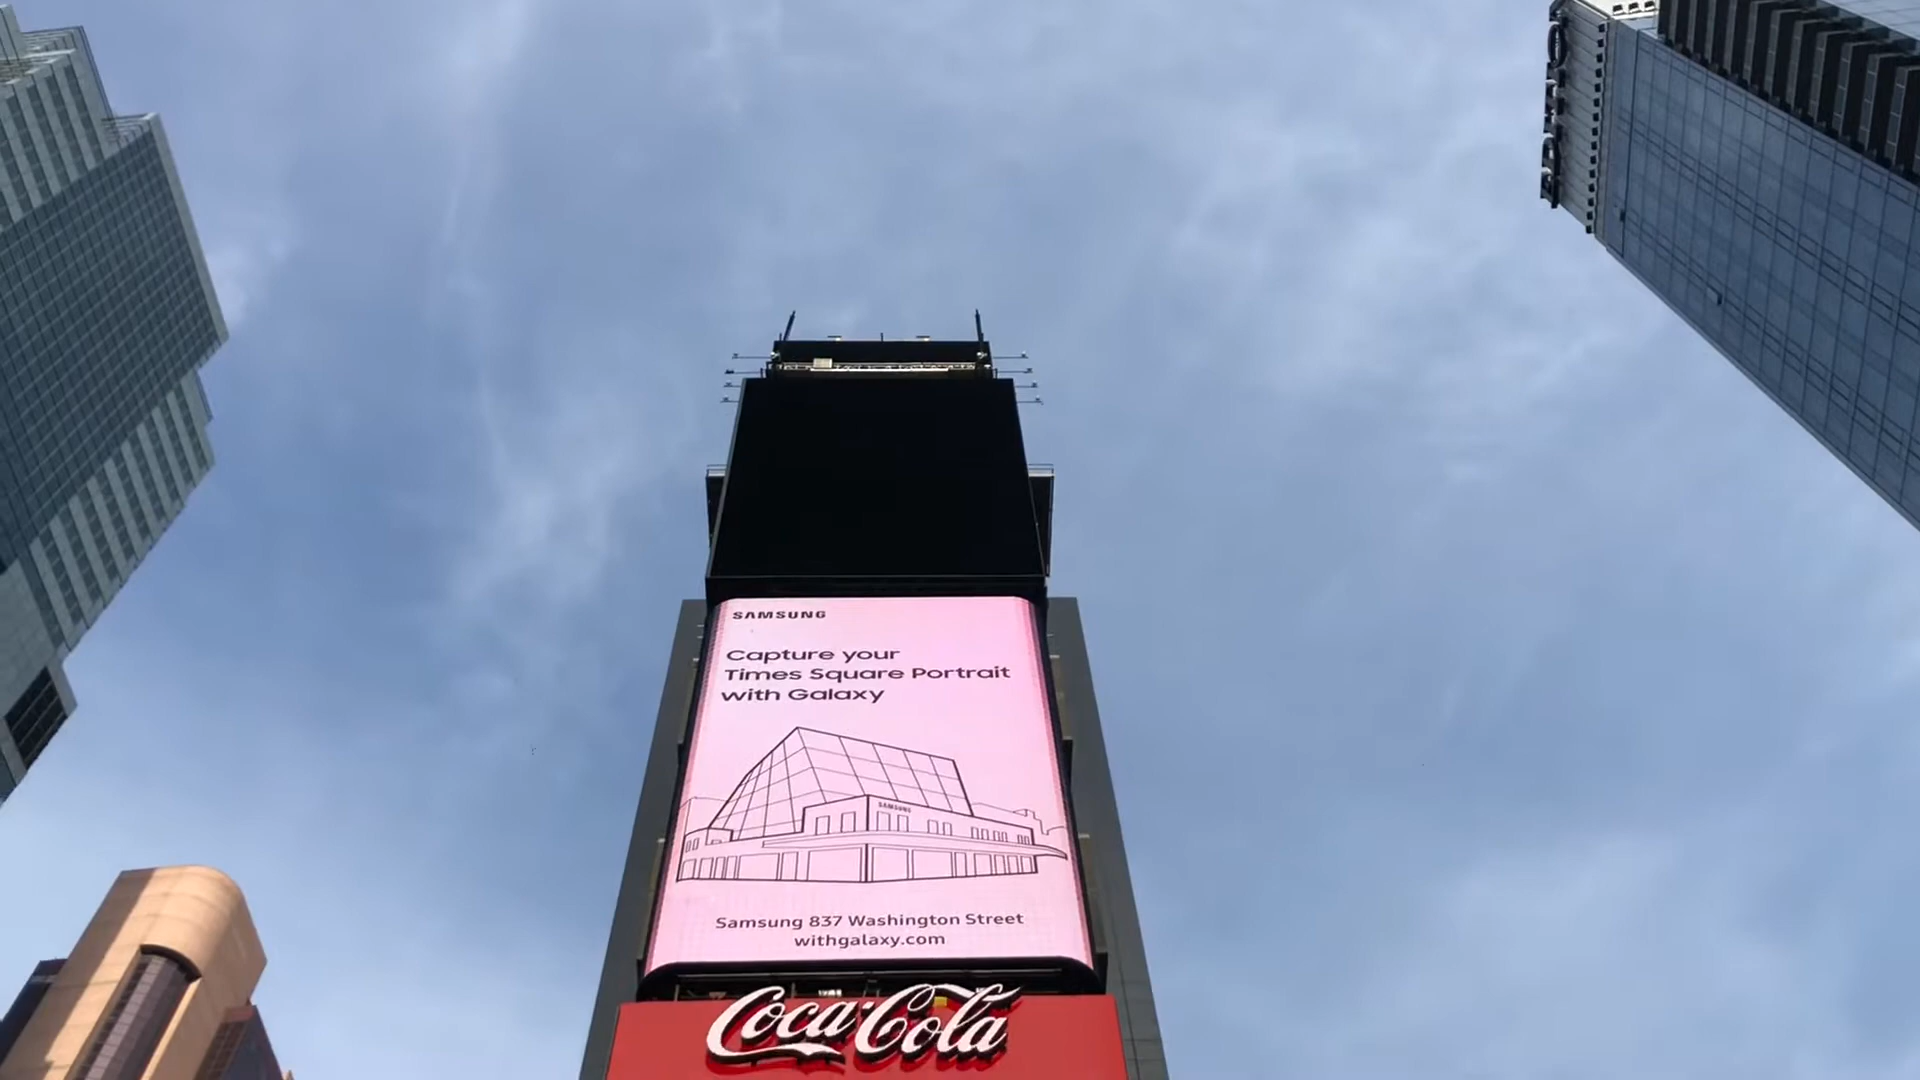 SAMSUNG
Capture your
Times Square Portrait
with Galaxy
SAMSUNG
Samsung 837 Washington Street
withgalaxy.com
Coca-Cola